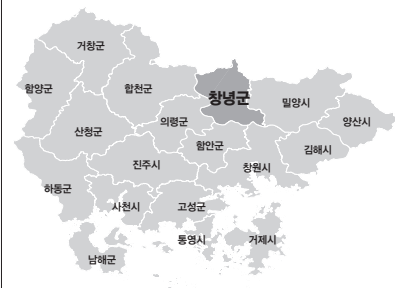 거창군
함양군
합천군
창녕군
밀양시
의령군
양산시
산청군
함안군
김해시
진주시
창원시
하동군
사천시
고성군
통영시
거제시
남해군